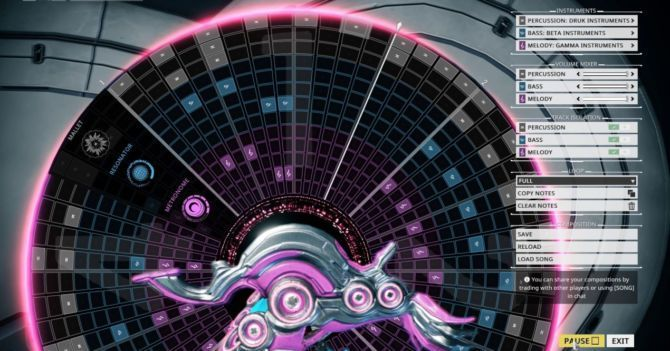 INSTRUMENTS
PERCUSSION: DRUK INSTRUMENTS
BASS: BETA INSTRUMENTS
MELODY: GAMMA INSTRUMENTS
VOLUME MIXER
PERCUSSION
BASS
MELODY
TRACK ISOLATION
PERCUSSION
BASS
MELODY
LOOP
FULL
COPY NOTES
CLEAR NOTES
SAVE
RELOAD
LOAD SONG
You can share your compositions by
trading with other players or using [SONG]
in chat
PAUSE
EXIT
MALLET
RESONATOR
METRONOME
1
2